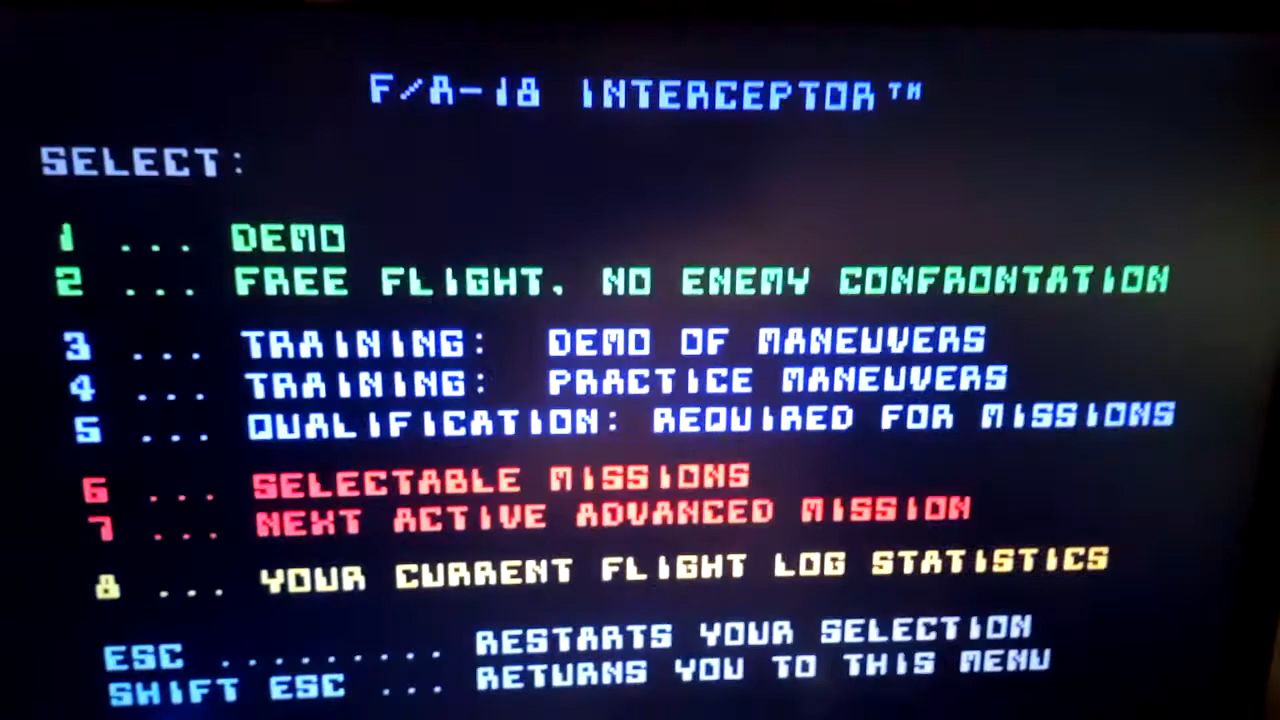 F/A-18 INTERCEPTOR™
SELECT:
1 ... DEMO
2 ... FREE FLIGHT, NO ENEMY CONFRONTATION
3 ... TRAINING: DEMO OF MANEUVERS
4 ... TRAINING: PRACTICE MANEUVERS
5 ... QUALIFICATION: REQUIRED FOR MISSIONS
6 ... SELECTABLE MISSIONS
7 ... NEXT ACTIVE ADVANCED MISSION
8 ... YOUR CURRENT FLIGHT LOG STATISTICS
ESC ......... RESTARTS YOUR SELECTION
SHIFT ESC ... RETURNS YOU TO THIS MENU